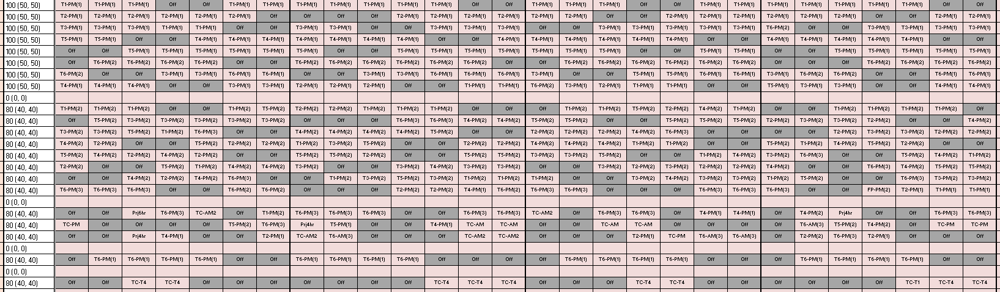 100 (50, 50) T1-PM(1) T1-PM(1) T1-PM(1) Off Off T1-PM(1) T1-PM(1) T1-PM(1) T1-PM(1) Off Off T1-PM(1) Off Off T1-PM(1) T1-PM(1) T1-PM(1) Off Off T1-PM(1) T1-PM(1) T1-PM(1) T1-PM(1) T1-PM(1) T1-PM(1) T1-PM(1) Off Off
100 (50, 50) T2-PM(1) T2-PM(1) T2-PM(1) T2-PM(1) T2-PM(1) T2-PM(1) Off Off Off Off T2-PM(1) T2-PM(1) T2-PM(1) T2-PM(1) T2-PM(1) T2-PM(1) Off Off T2-PM(1) T2-PM(1) T2-PM(1) T2-PM(1) T2-PM(1) T2-PM(1) Off Off T2-PM(1) T2-PM(1)
100 (50, 50) T3-PM(1) T3-PM(1) T3-PM(1) T1-PM(1) T1-PM(1) Off Off T3-PM(1) T3-PM(1) Off Off T3-PM(1) T3-PM(1) T3-PM(1) Off Off T3-PM(1) T3-PM(1) T3-PM(1) T3-PM(1) T3-PM(1) T6-PM(2) Off Off T3-PM(1) T3-PM(1) T3-PM(1) T3-PM(1)
100 (50, 50) T5-PM(1) T5-PM(1) Off Off T4-PM(1) T4-PM(1) T4-PM(1) T4-PM(1) T4-PM(1) T4-PM(1) T4-PM(1) Off Off Off T4-PM(1) T4-PM(1) T4-PM(1) T4-PM(1) T4-PM(1) Off Off T4-PM(1) T4-PM(1) T4-PM(1) T4-PM(1) T4-PM(1) Off Off
100 (50, 50) Off Off T5-PM(1) T5-PM(1) T5-PM(1) T5-PM(1) T5-PM(1) T5-PM(1) Off Off T5-PM(1) T5-PM(1) T5-PM(1) T5-PM(1) T5-PM(1) T5-PM(1) T5-PM(1) Off Off T5-PM(1) T5-PM(1) Off Off T5-PM(1) T5-PM(1) T5-PM(1) T5-PM(1) T5-PM(1)
100 (50, 50) Off T6-PM(2) T6-PM(2) T6-PM(2) T6-PM(2) Off Off T6-PM(2) T6-PM(2) T6-PM(2) T6-PM(2) T6-PM(2) T6-PM(2) Off Off T6-PM(2) T6-PM(2) T6-PM(2) T6-PM(2) T6-PM(2) T6-PM(2) Off Off Off T6-PM(2) T6-PM(2) T6-PM(2) T6-PM(2)
100 (50, 50) T6-PM(2) Off Off T3-PM(1) T3-PM(1) T6-PM(1) T6-PM(1) Off Off T3-PM(1) T3-PM(1) T6-PM(1) T6-PM(1) T6-PM(1) T3-PM(1) Off Off T5-PM(1) T5-PM(1) T6-PM(1) T6-PM(1) T3-PM(1) T6-PM(2) T6-PM(2) Off Off T6-PM(1) T6-PM(1)
100 (50, 50) T4-PM(1) T4-PM(1) T4-PM(1) Off Off T3-PM(1) T3-PM(1) T2-PM(1) T2-PM(1) T2-PM(1) Off Off T1-PM(1) T1-PM(1) T6-PM(2) T3-PM(1) T2-PM(1) T1-PM(1) T1-PM(1) Off Off T5-PM(1) T3-PM(1) T3-PM(1) Off Off T4-PM(1) T4-PM(1)
0 (0, 0)
80 (40, 40) T1-PM(2) T1-PM(2) T1-PM(2) Off Off T1-PM(2) T5-PM(2) T2-PM(2) T2-PM(2) T1-PM(2) T1-PM(2) T1-PM(2) Off Off Off T1-PM(2) T1-PM(2) T5-PM(2) T2-PM(2) T4-PM(2) T1-PM(2) Off Off T1-PM(2) T1-PM(2) T1-PM(2) T1-PM(2) Off
80 (40, 40) Off T5-PM(2) T3-PM(2) T3-PM(2) T3-PM(2) T3-PM(2) T3-PM(2) Off Off Off T6-PM(3) T6-PM(3) T4-PM(2) T4-PM(2) T5-PM(2) T5-PM(2) Off Off T5-PM(2) T5-PM(2) T5-PM(2) T2-PM(2) T2-PM(2) T3-PM(2) T3-PM(2) Off Off T4-PM(2)
80 (40, 40) T3-PM(2) T3-PM(2) T5-PM(2) T1-PM(2) T6-PM(3) Off Off T4-PM(2) T4-PM(2) T4-PM(2) T4-PM(2) T5-PM(2) Off Off T2-PM(2) T2-PM(2) T2-PM(2) T4-PM(2) T6-PM(3) Off Off Off Off T2-PM(2) T2-PM(2) T3-PM(2) T2-PM(2) T2-PM(2)
80 (40, 40) T4-PM(2) T2-PM(2) Off Off T5-PM(2) T2-PM(2) T2-PM(2) T1-PM(2) T3-PM(2) T5-PM(2) Off Off T2-PM(2) T2-PM(2) T4-PM(2) T4-PM(2) T4-PM(2) T1-PM(2) T1-PM(2) Off Off T5-PM(2) T1-PM(2) T4-PM(2) T5-PM(2) T2-PM(2) Off Off
80 (40, 40) T5-PM(2) T4-PM(2) T2-PM(2) T4-PM(2) T2-PM(2) Off Off T5-PM(2) T5-PM(2) T2-PM(2) Off Off T5-PM(2) T5-PM(2) T3-PM(2) T3-PM(2) T5-PM(2) Off Off T1-PM(2) T2-PM(2) T3-PM(2) T6-PM(3) Off Off T5-PM(2) T4-PM(2) T2-PM(2)
80 (40, 40) T2-PM(2) Off Off T5-PM(2) T1-PM(2) T4-PM(2) T4-PM(2) T3-PM(2) Off Off T3-PM(2) T4-PM(2) T3-PM(2) T3-PM(2) Off Off T3-PM(2) T2-PM(2) T3-PM(2) T2-PM(2) T2-PM(2) T4-PM(2) Off Off T6-PM(3) T4-PM(2) T5-PM(2) T5-PM(2)
80 (40, 40) Off Off T4-PM(2) T2-PM(2) T4-PM(2) T6-PM(3) Off Off T1-PM(2) T3-PM(2) T5-PM(2) T3-PM(2) T1-PM(2) T1-PM(2) T1-PM(2) Off Off T3-PM(2) T4-PM(2) T3-PM(2) T3-PM(2) T1-PM(2) T5-PM(2) Off Off T6-PM(3) T3-PM(2) T3-PM(2)
80 (40, 40) T6-PM(3) T6-PM(3) T6-PM(3) Off Off T6-PM(2) T6-PM(2) Off Off Off T2-PM(2) T2-PM(2) T4-PM(1) T6-PM(2) T6-PM(3) T6-PM(3) Off Off Off T6-PM(3) T6-PM(3) T6-PM(3) Off Off FP-PM(2) T2-PM(1) T1-PM(1) T1-PM(1)
0 (0, 0)
80 (40, 40) Off Off Prj6hr T6-PM(3) TC-AM2 Off T1-PM(2) T6-PM(3) T6-PM(3) T6-PM(3) Off Off T6-PM(3) T6-PM(3) TC-AM2 Off T6-PM(3) T6-PM(3) Off T4-PM(1) T4-PM(1) Off T4-PM(2) Prj4hr Off Off T6-PM(3) T6-PM(3)
80 (40, 40) TC-PM Off Off Off Off T5-PM(2) T6-PM(3) Prj4hr T5-PM(1) Off Off T4-PM(1) TC-AM TC-AM Off Off TC-AM TC-AM Off Off Off Off T6-AM(3) T5-PM(2) T4-PM(2) Off TC-PM TC-PM
80 (40, 40) Off Off Prj4hr T4-PM(1) Off Off T2-PM(1) TC-AM2 T6-AM(3) Off Off Off TC-AM2 TC-AM2 Off Off Off T2-PM(1) TC-PM T6-AM(3) T6-AM(3) Off T2-PM(2) T6-PM(3) T2-PM(1) Off Off Off
0 (0, 0)
80 (40, 40) Off T6-PM(1) T6-PM(1) T6-PM(1) T6-PM(1) Off Off T6-PM(1) T6-PM(1) T6-PM(1) T6-PM(1) Off Off Off Off T6-PM(1) T6-PM(1) T6-PM(1) T6-PM(1) Off Off Off T6-PM(1) T6-PM(1) T6-PM(1) T6-PM(1) Off Off
0 (0, 0)
80 (40, 40) Off Off TC-T4 TC-T4 Off Off Off Off Off Off Off TC-T4 TC-T4 TC-T4 Off Off Off TC-T4 TC-T4 Off Off Off Off Off Off TC-T1 TC-T4 TC-T4